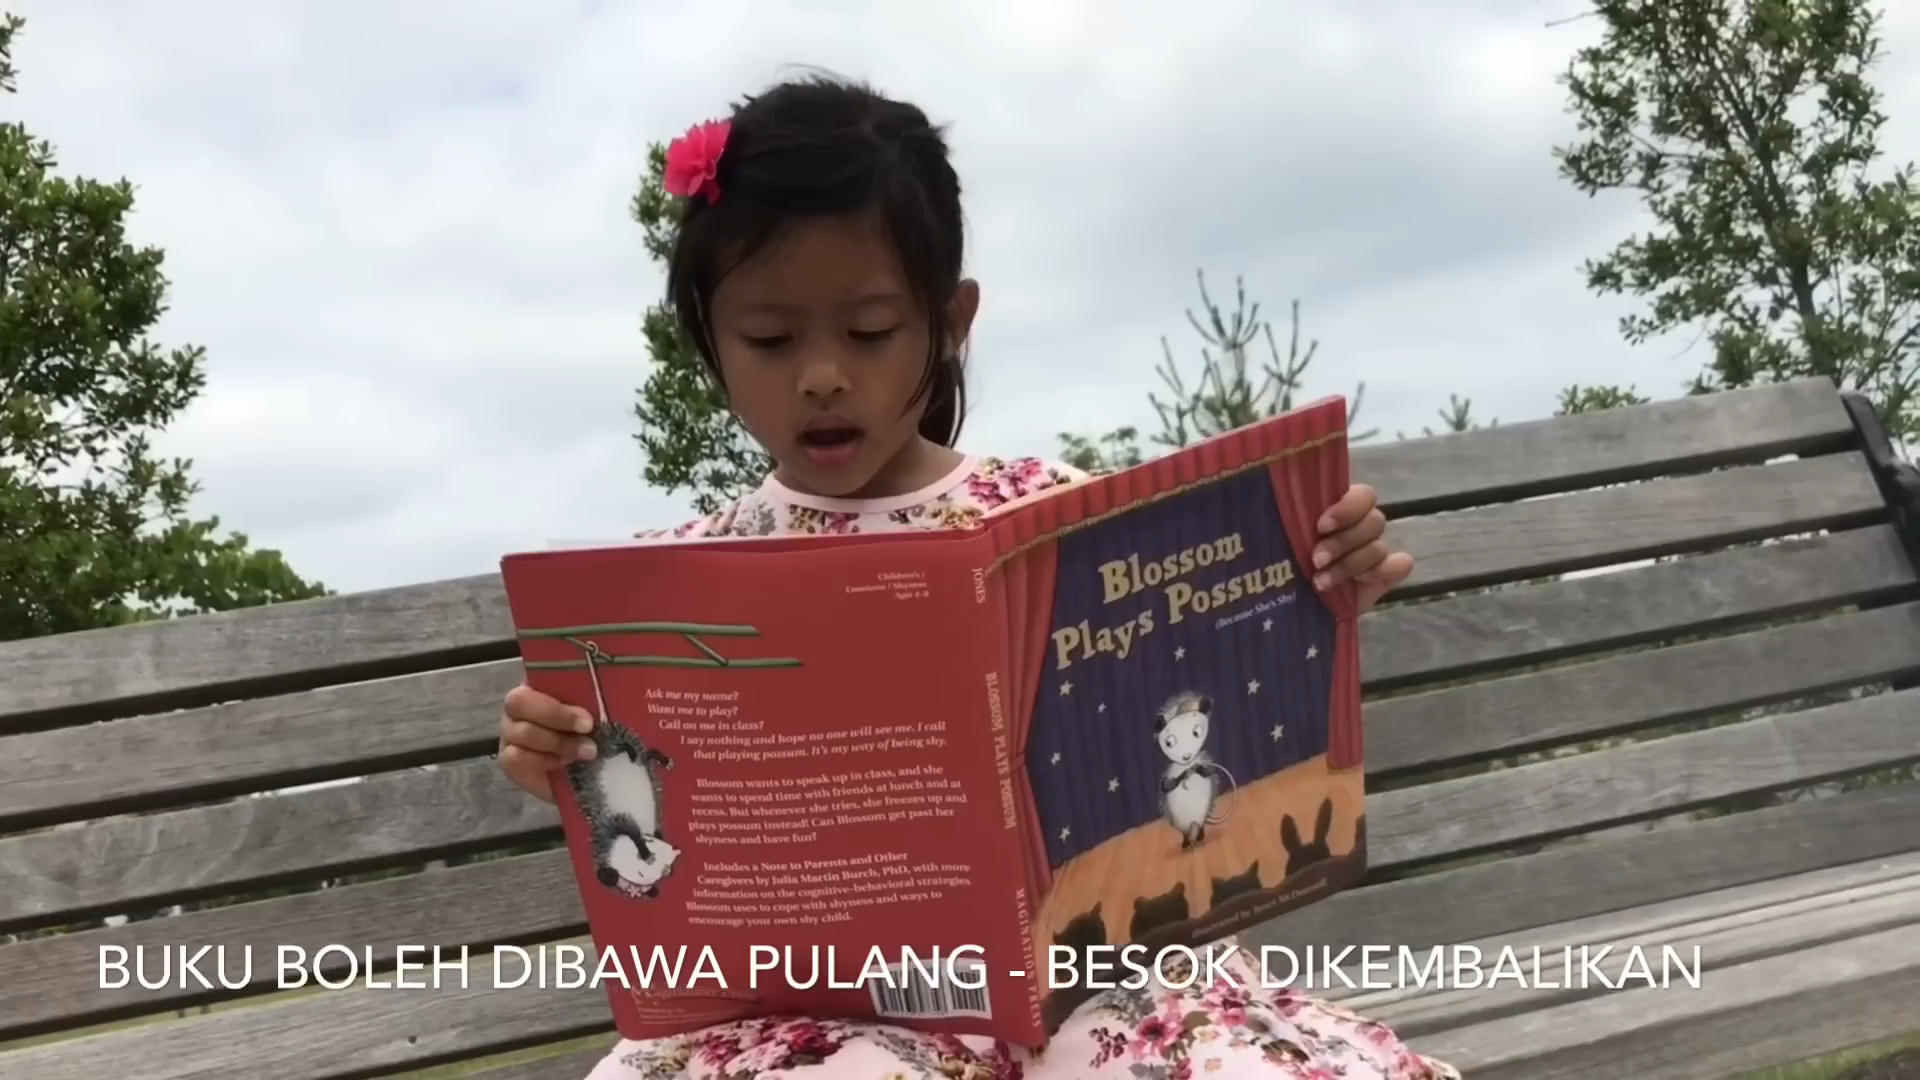 Children's /
Emotions / Shyness
Ages 4-8
Ask me my name?
Want me to play?
Call on me in class?
I say nothing and hope no one will see me. I call
that playing possum. It's my way of being shy.
Blossom wants to speak up in class, and she
wants to spend time with friends at lunch and at
recess. But whenever she tries, she freezes up and
plays possum instead! Can Blossom get past her
shyness and have fun?
Includes a Note to Parents and Other
Caregivers by Julia Martin Burch, PhD, with more
information on the cognitive-behavioral strategies
Blossom uses to cope with shyness and ways to
encourage your own shy child.
JONES
BLOSSOM PLAYS POSSUM
MAGINATION PRESS
Blossom
Plays Possum
(Because She's Shy)
Illustrated by Janet McDonnell
BUKU BOLEH DIBAWA PULANG - BESOK DIKEMBALIKAN